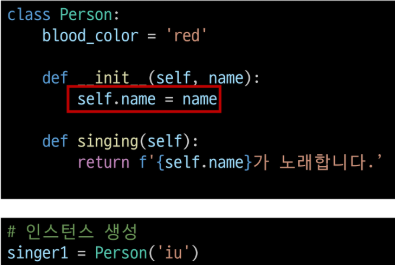 class Person:
    blood_color = 'red'
    def __init__(self, name):
        self.name = name
    def singing(self):
        return f'{self.name}가 노래합니다.’
# 인스턴스 생성
singer1 = Person('iu')